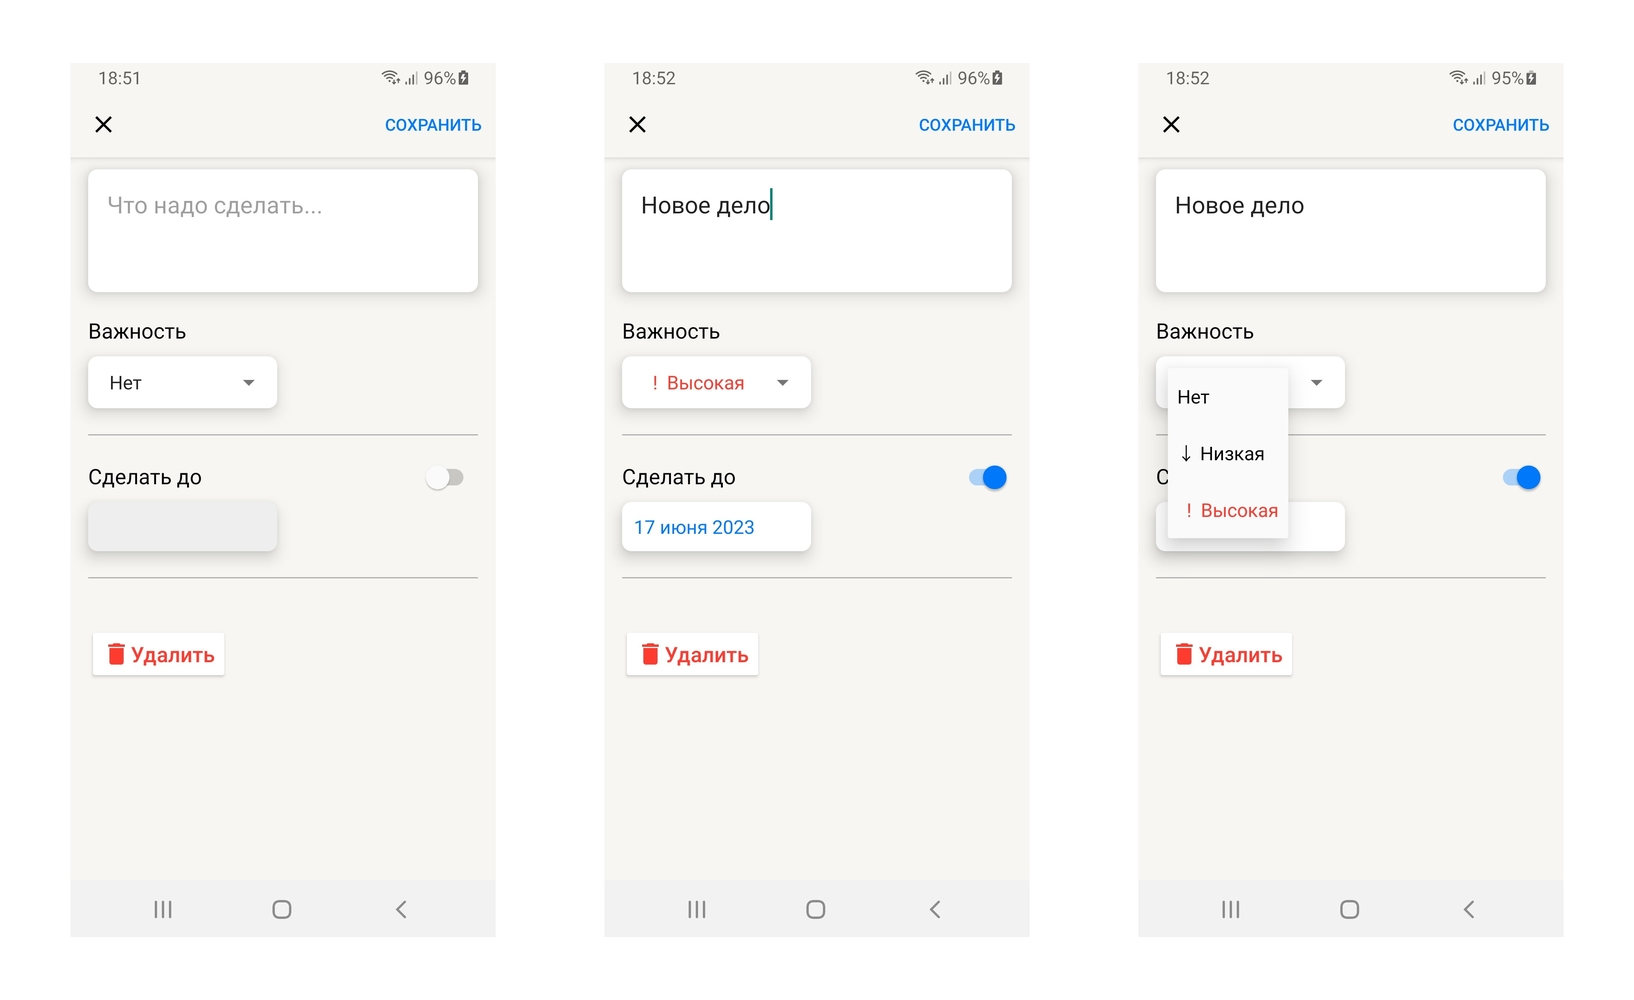 18:51 96%
СОХРАНИТЬ
Что надо сделать...
Важность
Нет
Сделать до
Удалить
18:52 96%
СОХРАНИТЬ
Новое дело
Важность
! Высокая
Сделать до
17 июня 2023
Удалить
18:52 95%
СОХРАНИТЬ
Новое дело
Важность
Нет
↓ Низкая
С
! Высокая
Удалить